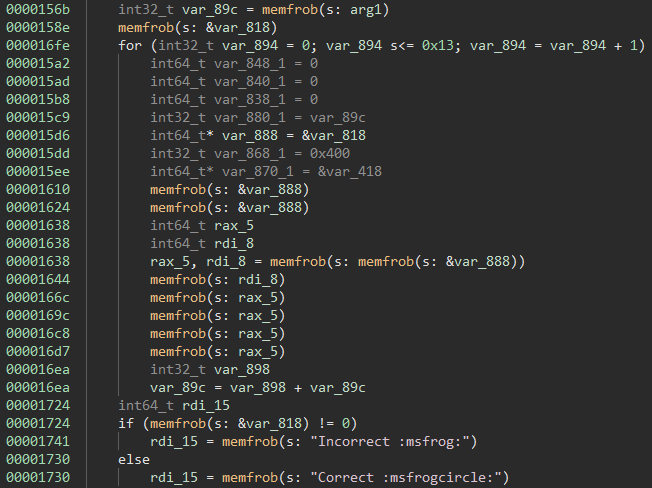 0000156b int32_t var_89c = memfrob(s: arg1)
0000158e memfrob(s: &var_818)
000016fe for (int32_t var_894 = 0; var_894 s<= 0x13; var_894 = var_894 + 1)
000015a2 int64_t var_848_1 = 0
000015ad int64_t var_840_1 = 0
000015b8 int64_t var_838_1 = 0
000015c9 int32_t var_880_1 = var_89c
000015d6 int64_t* var_888 = &var_818
000015dd int32_t var_868_1 = 0x400
000015ee int64_t* var_870_1 = &var_418
00001610 memfrob(s: &var_888)
00001624 memfrob(s: &var_888)
00001638 int64_t rax_5
00001638 int64_t rdi_8
00001638 rax_5, rdi_8 = memfrob(s: memfrob(s: &var_888))
00001644 memfrob(s: rdi_8)
0000166c memfrob(s: rax_5)
0000169c memfrob(s: rax_5)
000016c8 memfrob(s: rax_5)
000016d7 memfrob(s: rax_5)
000016ea int32_t var_898
000016ea var_89c = var_898 + var_89c
00001724 int64_t rdi_15
00001724 if (memfrob(s: &var_818) != 0)
00001741 rdi_15 = memfrob(s: "Incorrect :msfrog:")
00001730 else
00001730 rdi_15 = memfrob(s: "Correct :msfrogcircle:")